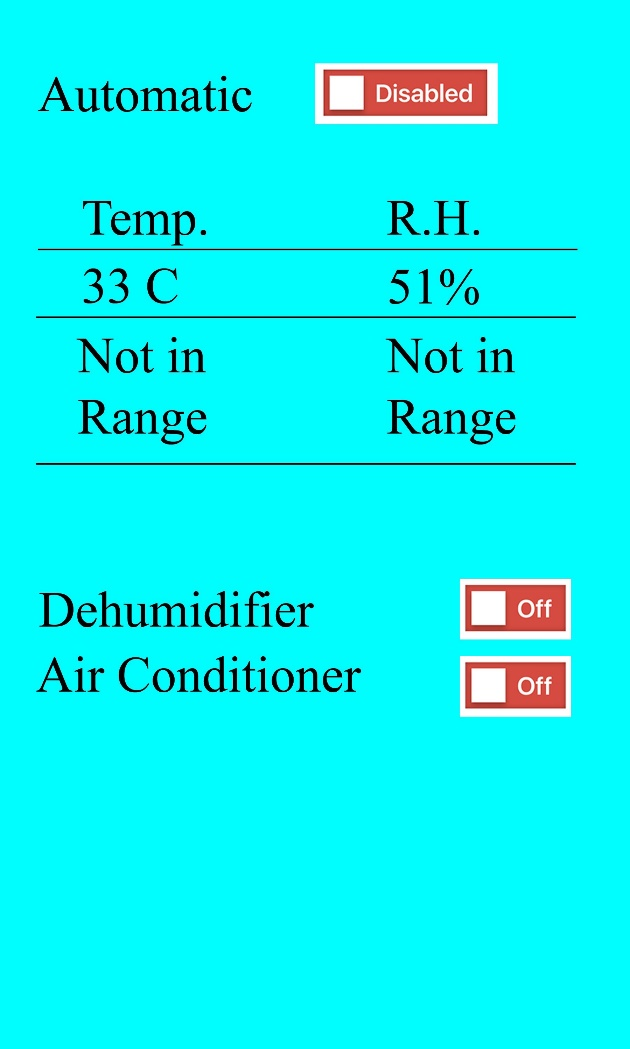 Automatic Disabled
Temp. R.H.
33 C 51%
Not in Not in
Range Range
Dehumidifier Off
Air Conditioner Off